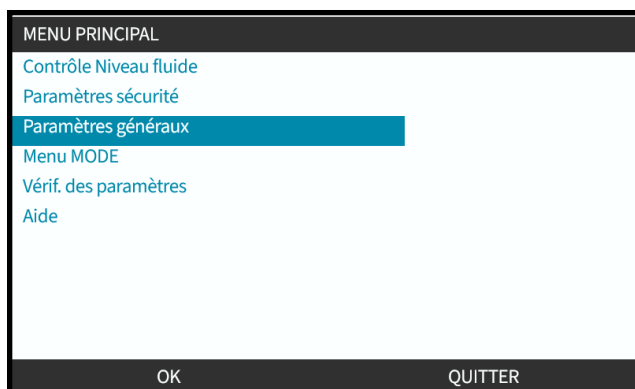 MENU PRINCIPAL
Contrôle Niveau fluide
Paramètres sécurité
Paramètres généraux
Menu MODE
Vérif. des paramètres
Aide
OK QUITTER